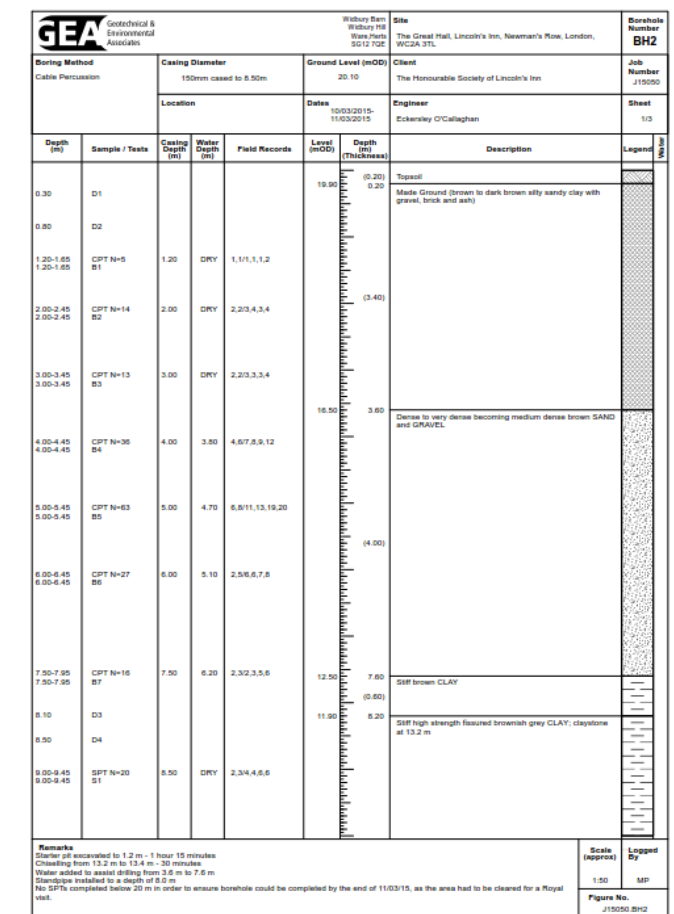 GEA Geotechnical &
Environmental
Associates
Widbury Barn
Widbury Hill
Ware, Herts
SG12 7QE
Site
The Great Hall, Lincoln's Inn, Newman's Row, London,
WC2A 3TL
Borehole
Number
BH2
Boring Method
Cable Percussion
Casing Diameter
150mm cased to 8.50m
Ground Level (mOD)
20.10
Client
The Honourable Society of Lincoln's Inn
Job
Number
J15050
Location
Dates
10/03/2015-
11/03/2015
Engineer
Eckersley O'Callaghan
Sheet
1/3
Depth (m) Sample / Tests Casing Depth (m) Water Depth (m) Field Records Level (mOD) Depth (m) (Thickness) Description Legend Water
(0.20) Topsoil
19.90 0.20 Made Ground (brown to dark brown silty sandy clay with
gravel, brick and ash)
0.30 D1
0.80 D2
1.20-1.65 CPT N=5 1.20 DRY 1,1/1,1,1,2
1.20-1.65 B1
(3.40)
2.00-2.45 CPT N=14 2.00 DRY 2,2/3,4,3,4
2.00-2.45 B2
3.00-3.45 CPT N=13 3.00 DRY 2,2/3,3,3,4
3.00-3.45 B3
16.50 3.60
Dense to very dense becoming medium dense brown SAND
and GRAVEL
4.00-4.45 CPT N=36 4.00 3.80 4,6/7,8,9,12
4.00-4.45 B4
5.00-5.45 CPT N=63 5.00 4.70 6,8/11,13,19,20
5.00-5.45 B5
(4.00)
6.00-6.45 CPT N=27 6.00 5.10 2,5/6,6,7,8
6.00-6.45 B6
7.50-7.95 CPT N=16 7.50 6.20 2,3/2,3,5,6 12.50 7.60
7.50-7.95 B7 Stiff brown CLAY
(0.60)
8.10 D3 11.90 8.20
Stiff high strength fissured brownish grey CLAY; claystone
at 13.2 m
8.50 D4
9.00-9.45 SPT N=20 8.50 DRY 2,3/4,4,6,6
9.00-9.45 S1
Remarks
Starter pit excavated to 1.2 m - 1 hour 15 minutes
Chiselling from 13.2 m to 13.4 m - 30 minutes
Water added to assist drilling from 3.6 m to 7.6 m
Standpipe installed to a depth of 8.0 m
No SPTs completed below 20 m in order to ensure borehole could be completed by the end of 11/03/15, as the area had to be cleared for a Royal
visit.
Scale
(approx)
1:50
Logged
By
MP
Figure No.
J15050.BH2